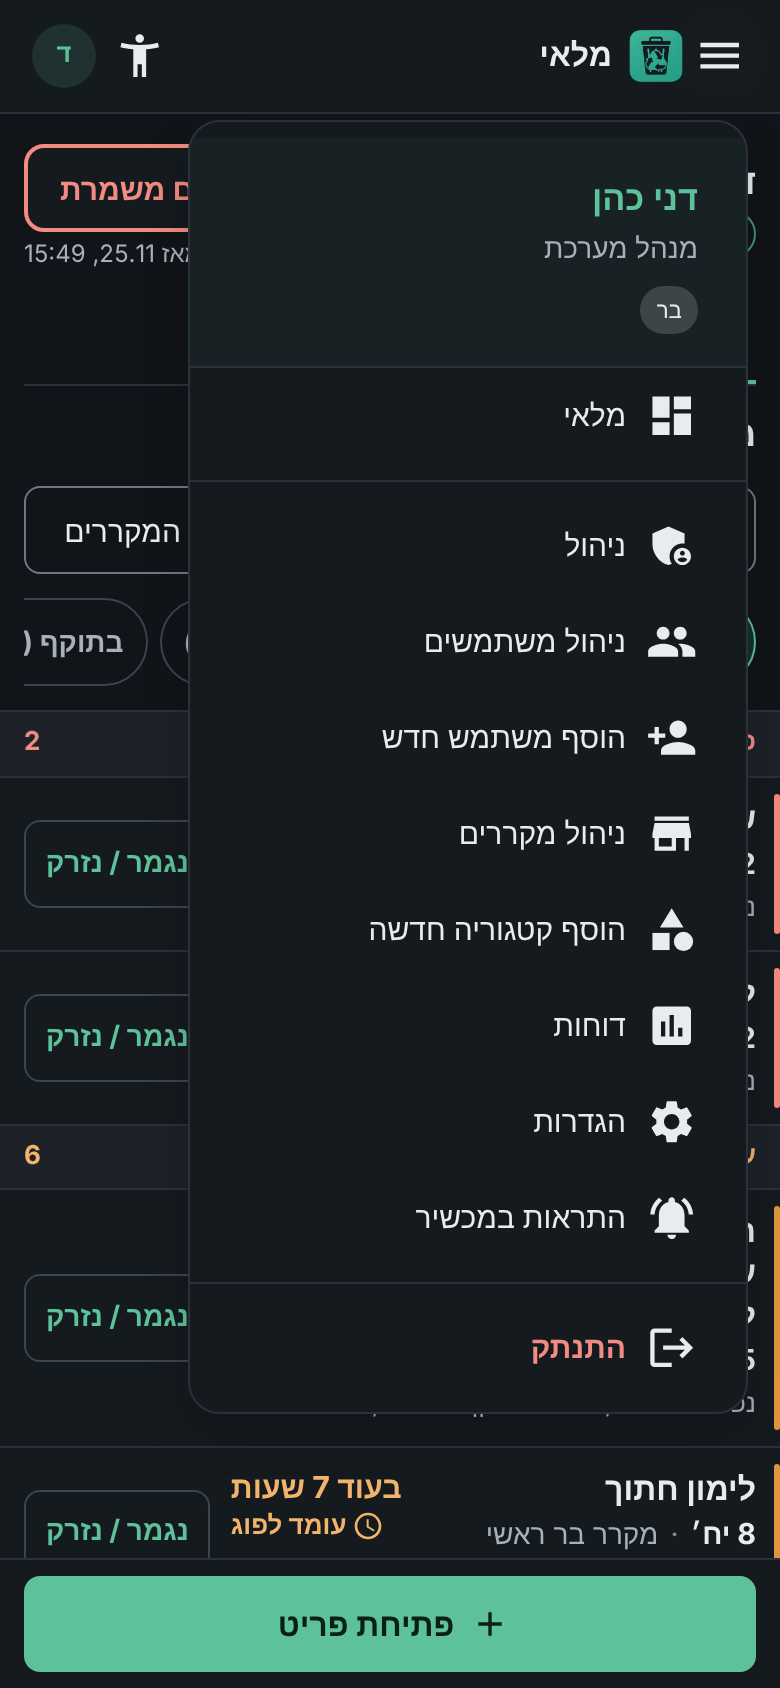 מלאי
ד
דני כהן
מנהל מערכת
בר
משמרת
מאז 25.11, 15:49
מלאי
ניהול
המקררים
ניהול משתמשים
בתוקף (
הוסף משתמש חדש
2
ניהול מקררים
נגמר / נזרק
הוסף קטגוריה חדשה
דוחות
נגמר / נזרק
הגדרות
6
התראות במכשיר
נגמר / נזרק
התנתק
לימון חתוך
8 יח׳ · מקרר בר ראשי
בעוד 7 שעות
עומד לפוג
נגמר / נזרק
+ פתיחת פריט